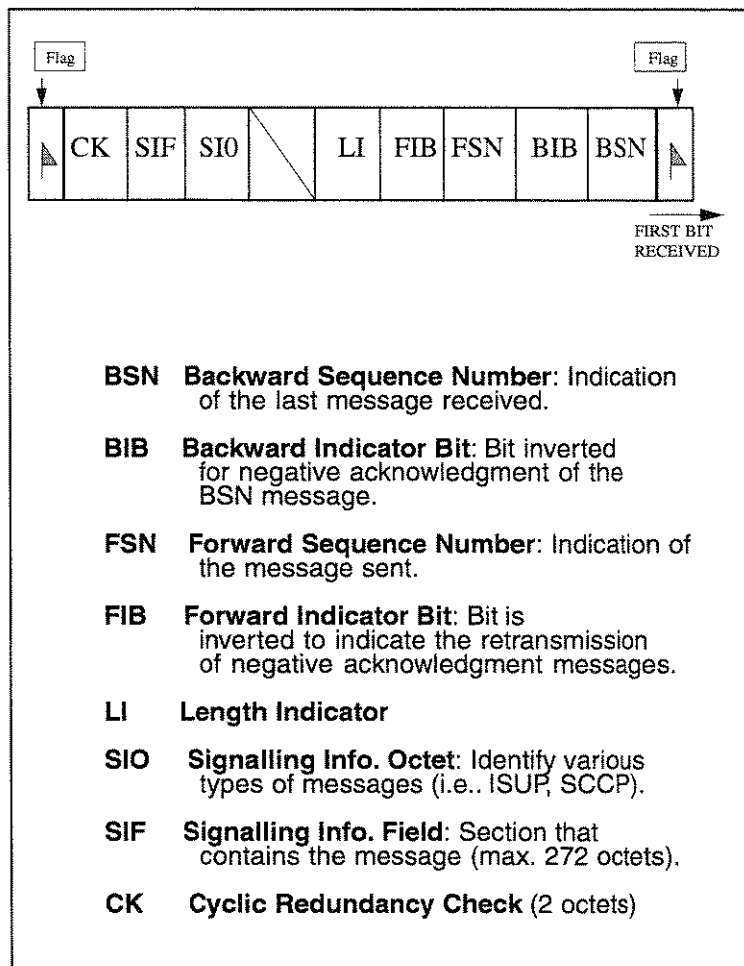 Flag Flag
CK SIF SI0 LI FIB FSN BIB BSN
FIRST BIT
RECEIVED
BSN Backward Sequence Number: Indication
of the last message received.
BIB Backward Indicator Bit: Bit inverted
for negative acknowledgment of the
BSN message.
FSN Forward Sequence Number: Indication of
the message sent.
FIB Forward Indicator Bit: Bit is
inverted to indicate the retransmission
of negative acknowledgment messages.
LI Length Indicator
SIO Signalling Info. Octet: Identify various
types of messages (i.e.. ISUP, SCCP).
SIF Signalling Info. Field: Section that
contains the message (max. 272 octets).
CK Cyclic Redundancy Check (2 octets)